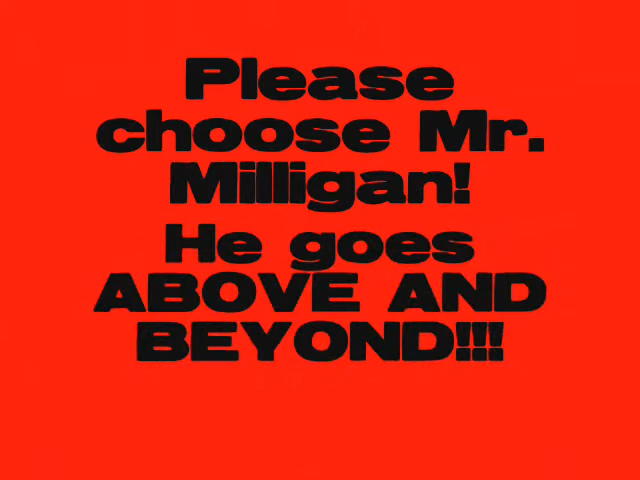 Please
choose Mr.
Milligan!
He goes
ABOVE AND
BEYOND!!!